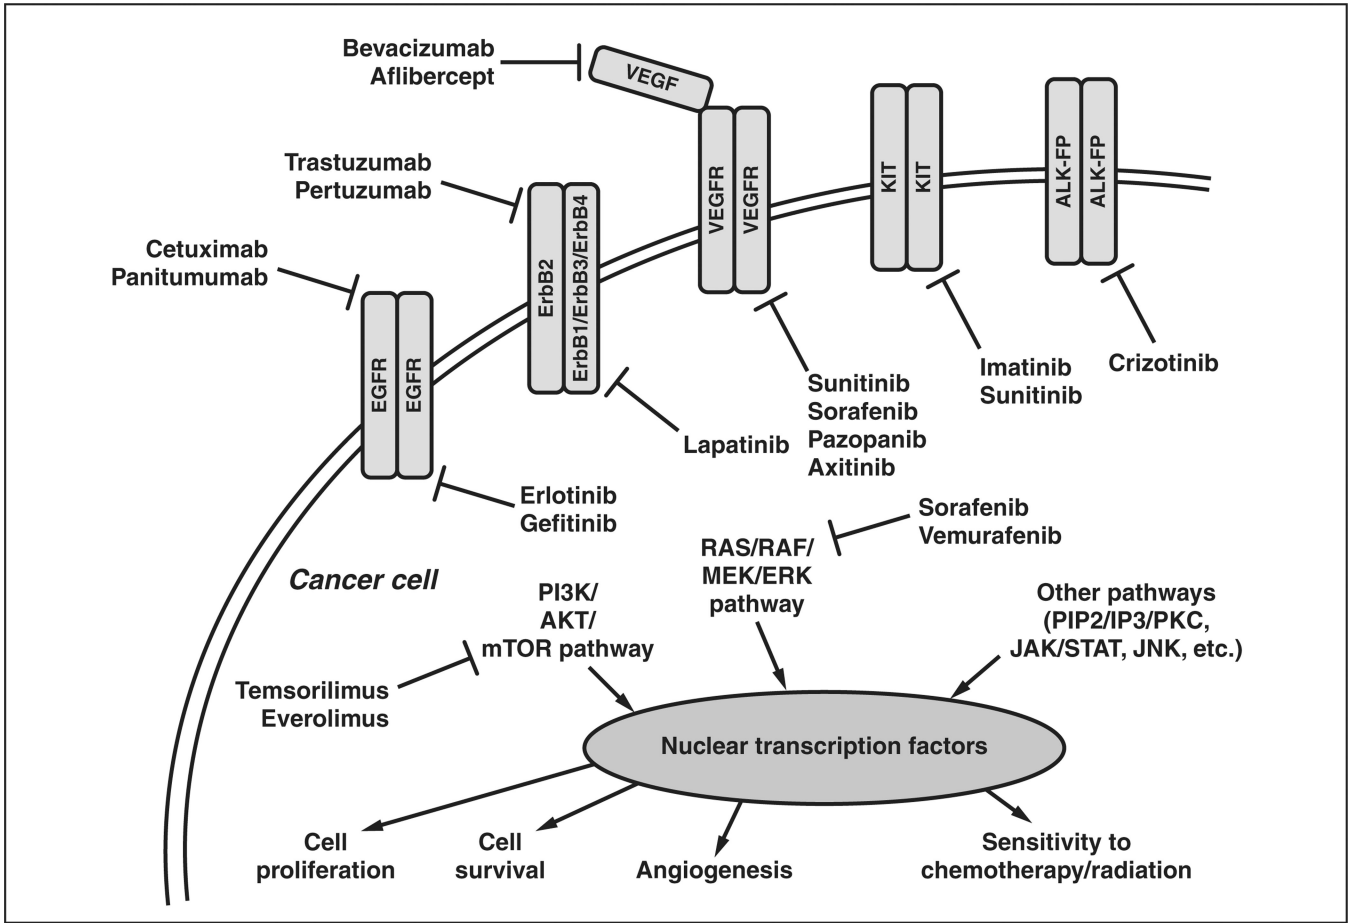 Bevacizumab
Aflibercept
VEGF
Trastuzumab
Pertuzumab
Cetuximab
Panitumumab
EGFR
EGFR
ErbB2
ErbB1/ErbB3/ErbB4
VEGFR
VEGFR
KIT
KIT
ALK-FP
ALK-FP
Crizotinib
Imatinib
Sunitinib
Sunitinib
Sorafenib
Pazopanib
Axitinib
Lapatinib
Erlotinib
Gefitinib
Sorafenib
Vemurafenib
Cancer cell
RAS/RAF/
MEK/ERK
pathway
PI3K/
AKT/
mTOR pathway
Other pathways
(PIP2/IP3/PKC,
JAK/STAT, JNK, etc.)
Temsorilimus
Everolimus
Nuclear transcription factors
Cell
proliferation
Cell
survival
Angiogenesis
Sensitivity to
chemotherapy/radiation